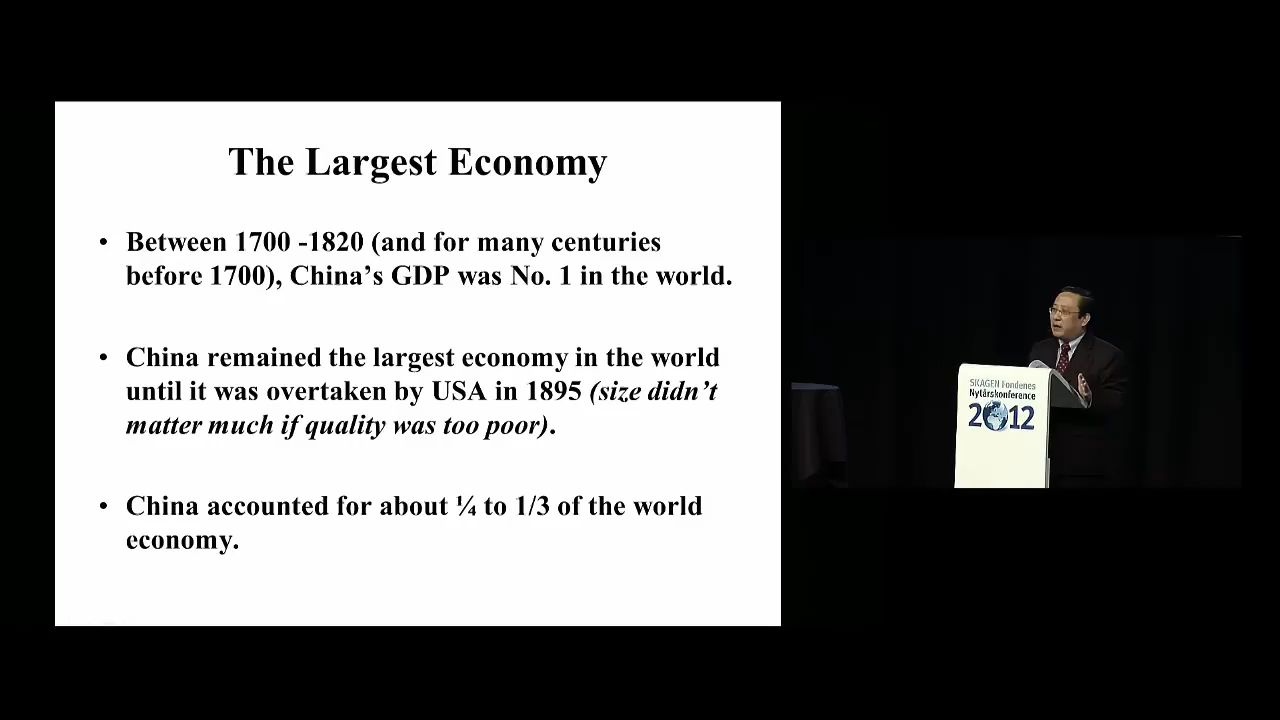 The Largest Economy
• Between 1700 -1820 (and for many centuries
before 1700), China's GDP was No. 1 in the world.
• China remained the largest economy in the world
until it was overtaken by USA in 1895 (size didn't
matter much if quality was too poor).
• China accounted for about ¼ to 1/3 of the world
economy.
SKAGEN Fondenes
Nytårskonference
2012